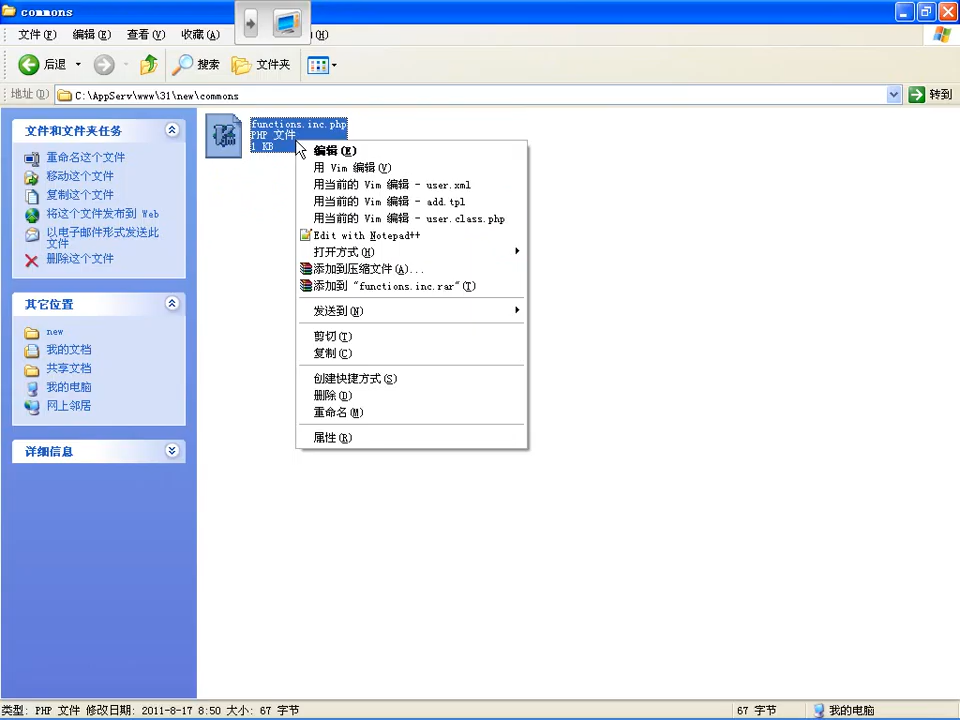 commons
文件(F) 编辑(E) 查看(V) 收藏(A) (H)
后退 搜索 文件夹
地址(D) C:\AppServ\www\31\new\commons 转到
文件和文件夹任务
重命名这个文件
移动这个文件
复制这个文件
将这个文件发布到 Web
以电子邮件形式发送此
文件
删除这个文件
其它位置
new
我的文档
共享文档
我的电脑
网上邻居
详细信息
functions.inc.php
PHP 文件
1 KB
编辑(E)
用 Vim 编辑(V)
用当前的 Vim 编辑 - user.xml
用当前的 Vim 编辑 - add.tpl
用当前的 Vim 编辑 - user.class.php
Edit with Notepad++
打开方式(H)
添加到压缩文件(A)...
添加到 "functions.inc.rar"(T)
发送到(N)
剪切(T)
复制(C)
创建快捷方式(S)
删除(D)
重命名(M)
属性(R)
类型: PHP 文件 修改日期: 2011-8-17 8:50 大小: 67 字节 67 字节 我的电脑